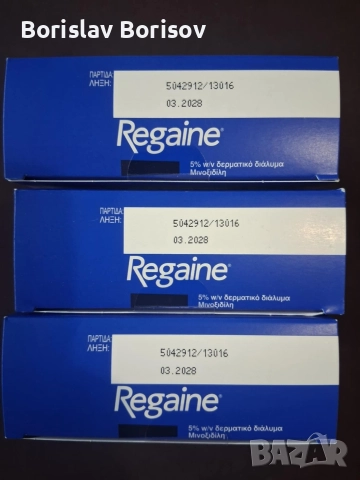 Borislav Borisov
ΠΑΡΤΙΔΑ: 5042912/13016
ΛΗΞΗ: 03.2028
Regaine®
5% w/v δερματικό διάλυμα
Μινοξιδίλη
ΠΑΡΤΙΔΑ: 5042912/13016
ΛΗΞΗ: 03.2028
Regaine®
5% w/v δερματικό διάλυμα
Μινοξιδίλη
ΠΑΡΤΙΔΑ: 5042912/13016
ΛΗΞΗ: 03.2028
Regaine®
5% w/v δερματικό διάλυμα
Μινοξιδίλη
BAZAR